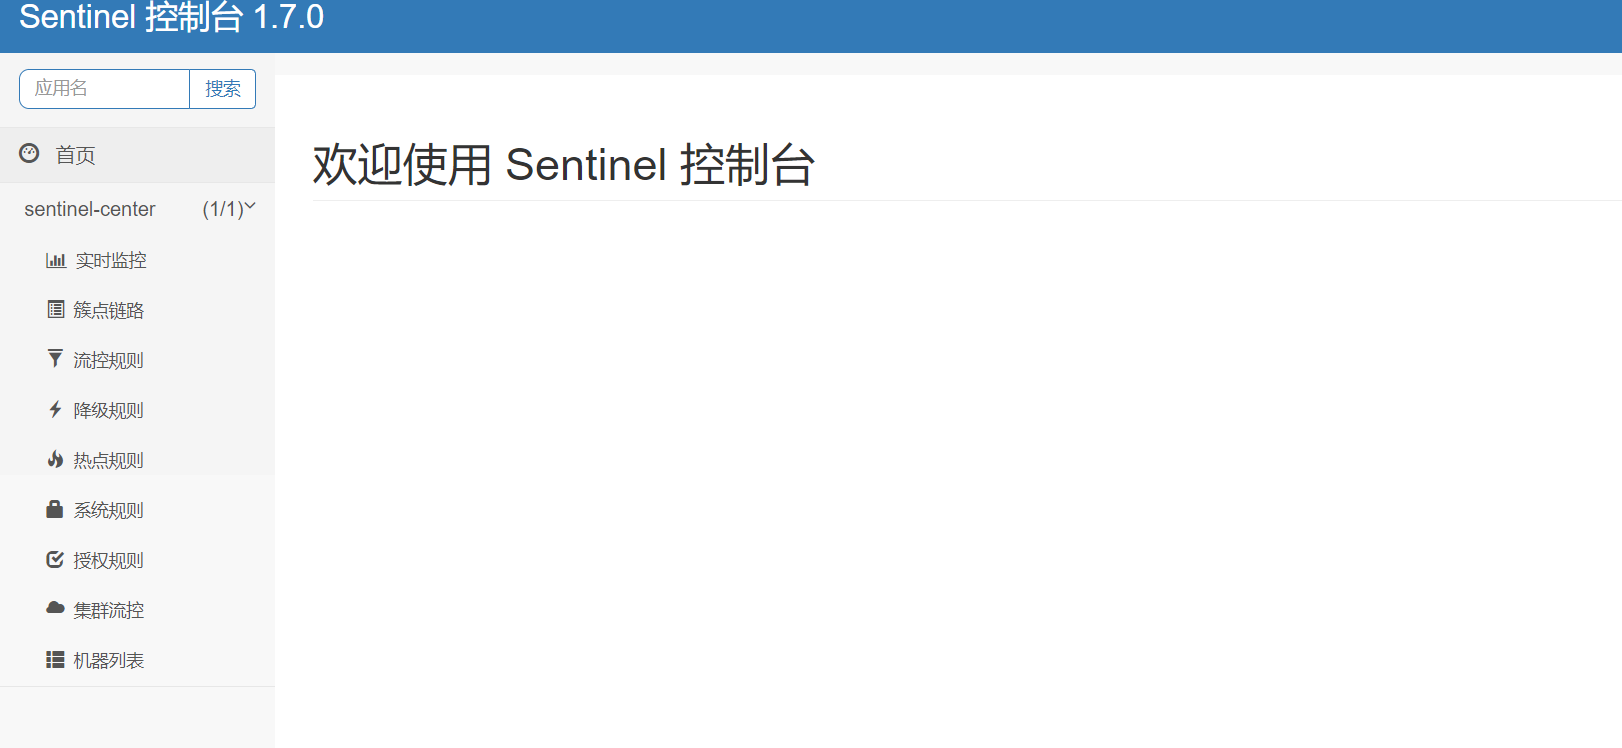 Sentinel 控制台 1.7.0
应用名 搜索
首页
欢迎使用 Sentinel 控制台
sentinel-center (1/1)
实时监控
簇点链路
流控规则
降级规则
热点规则
系统规则
授权规则
集群流控
机器列表